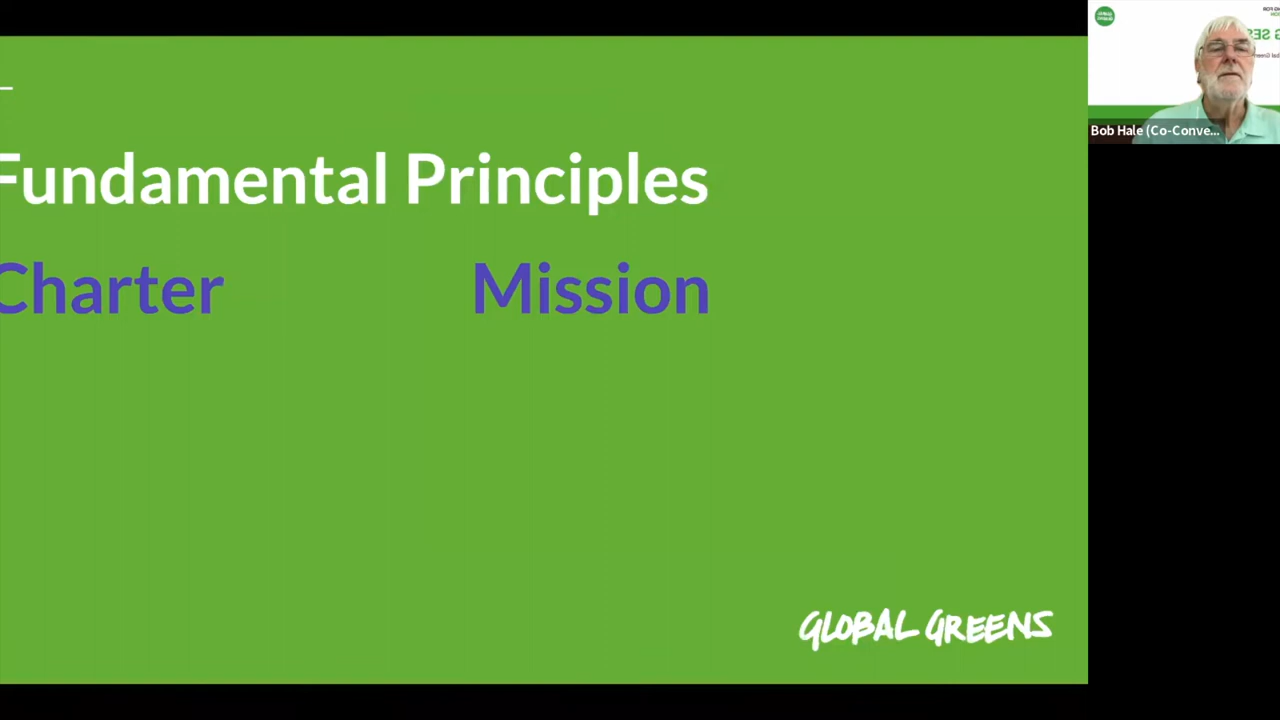 Fundamental Principles
Charter Mission
GLOBAL GREENS
Bob Hale (Co-Conve...